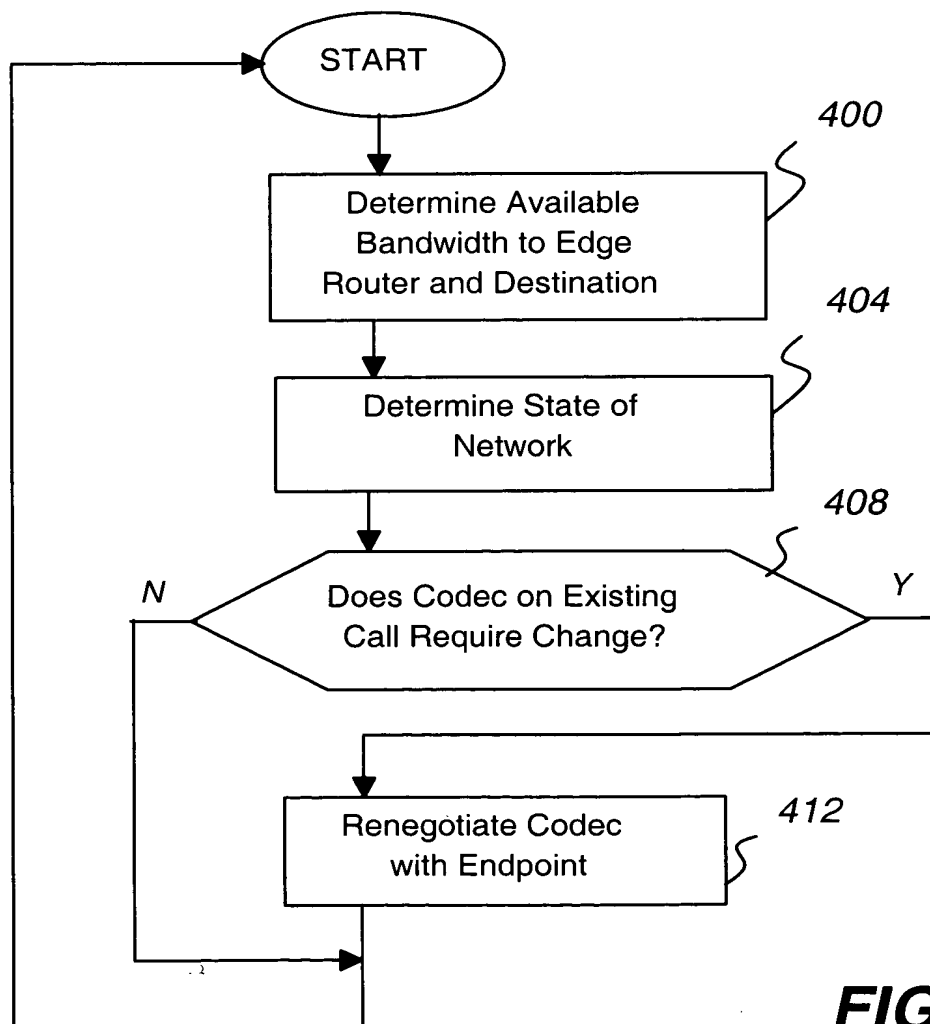 START
400
Determine Available
Bandwidth to Edge
Router and Destination
404
Determine State of
Network
408
N
Does Codec on Existing
Call Require Change?
Y
412
Renegotiate Codec
with Endpoint
FIG